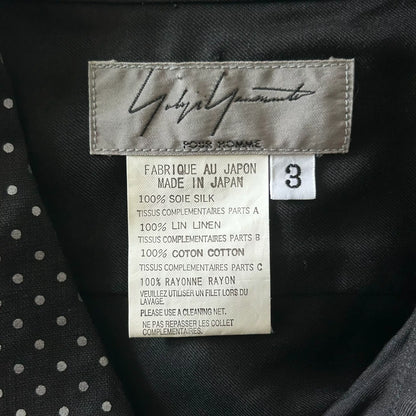 Yohji Yamamoto
POUR HOMME
FABRIQUE AU JAPON
MADE IN JAPAN
3
100% SOIE SILK
TISSUS COMPLEMENTAIRES PARTS A
100% LIN LINEN
TISSUS COMPLEMENTAIRES PARTS B
100% COTON COTTON
TISSUS COMPLEMENTAIRES PARTS C
100% RAYONNE RAYON
VEUILLEZ UTILISER UN FILET LORS DU
LAVAGE.
PLEASE USE A CLEANING NET.
NE PAS REPASSER LES COLLET
COMPLEMENTAIRES.